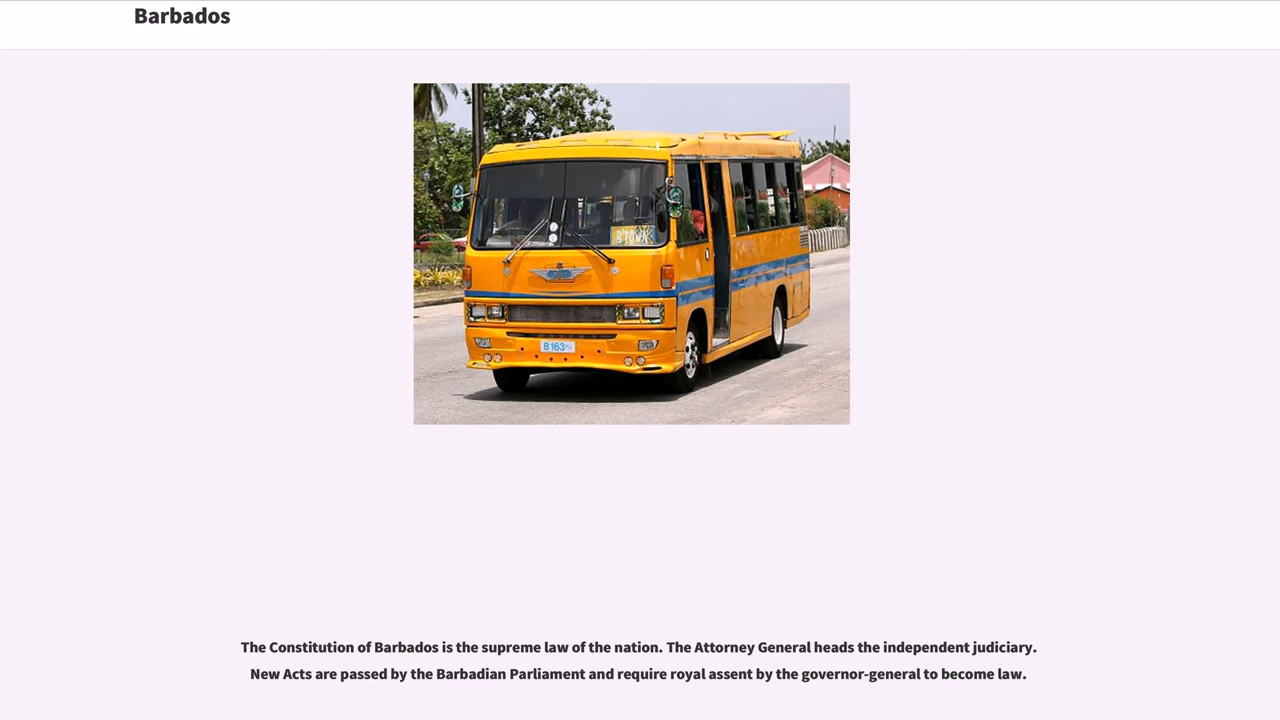 Barbados
B'TOWN
B 163
The Constitution of Barbados is the supreme law of the nation. The Attorney General heads the independent judiciary.
New Acts are passed by the Barbadian Parliament and require royal assent by the governor-general to become law.